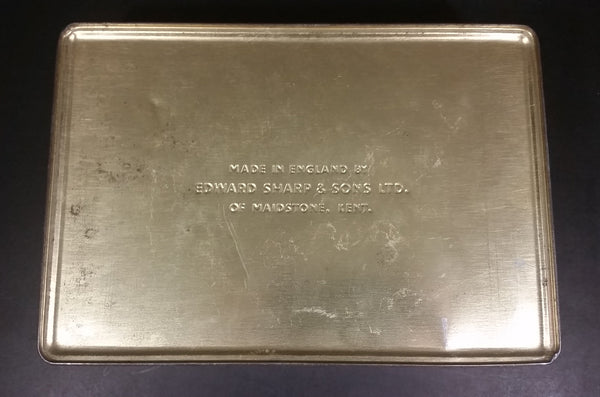 MADE IN ENGLAND BY
EDWARD SHARP & SONS LTD.
OF MAIDSTONE. KENT.